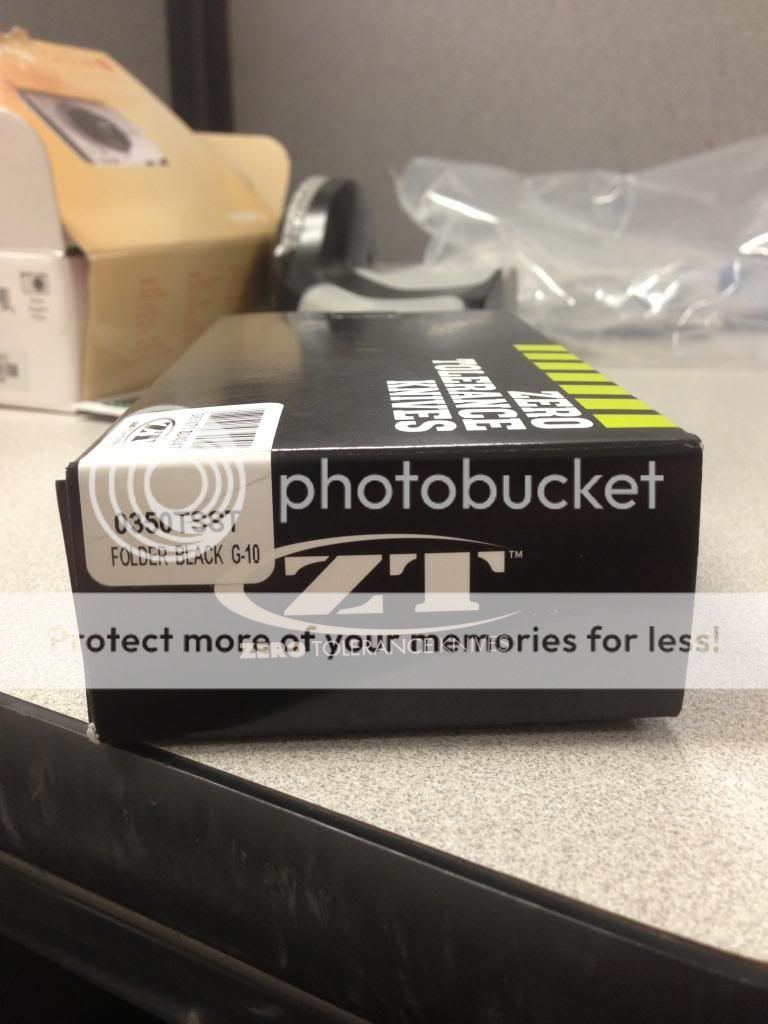 ZERO
TOLERANCE
KNIVES
ZT
0350TSST
FOLDER BLACK G-10
photobucket
ZT™
Protect more of your memories for less!
ZERO TOLERANCE KNIVES